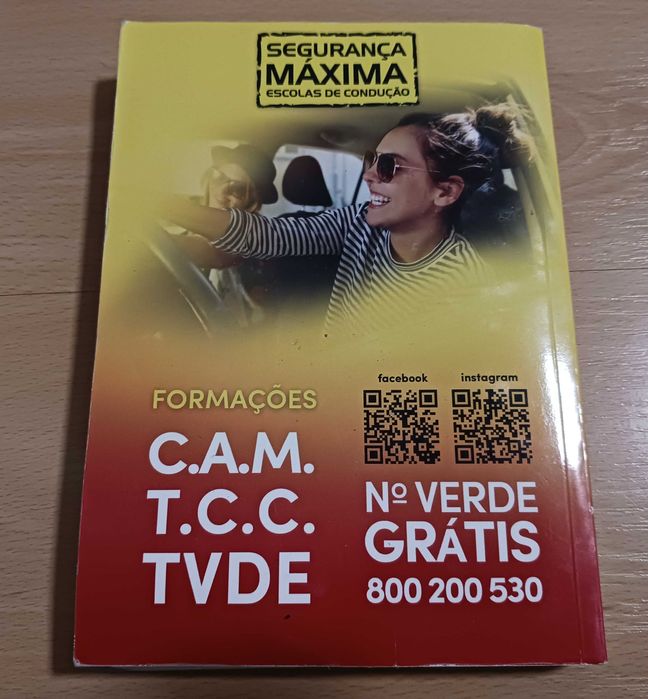 SEGURANÇA
MÁXIMA
ESCOLAS DE CONDUÇÃO
facebook instagram
FORMAÇÕES
C.A.M.
T.C.C.
TVDE
Nº VERDE
GRÁTIS
800 200 530